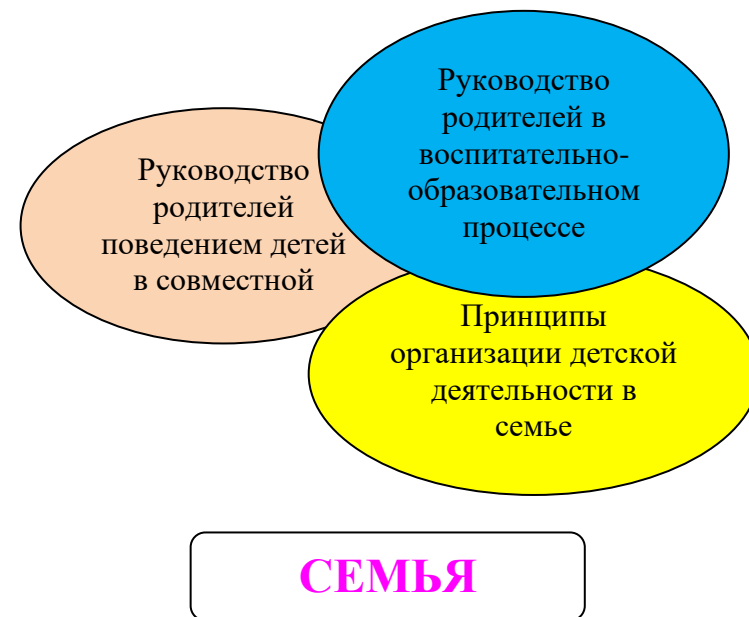 Руководство
родителей в
воспитательно-
образовательном
процессе
Руководство
родителей
поведением детей
в совместной
Принципы
организации детской
деятельности в
семье
СЕМЬЯ